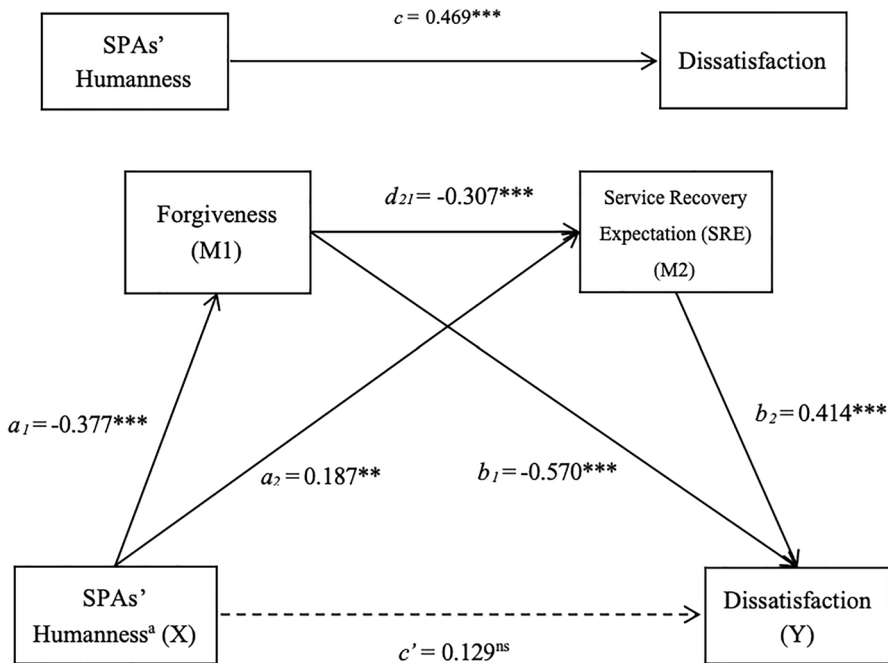 c = 0.469***
SPAs’
Humanness
Dissatisfaction
Forgiveness
(M1)
d21= -0.307***
Service Recovery
Expectation (SRE)
(M2)
a1= -0.377***
a2 = 0.187**
b1= -0.570***
b2= 0.414***
SPAs’
Humannessᵃ (X)
c’ = 0.129ⁿˢ
Dissatisfaction
(Y)